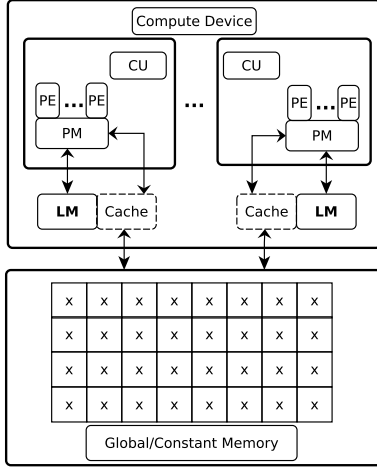 Compute Device
CU CU
PE ... PE ... PE ... PE
PM PM
LM Cache Cache LM
x x x x x x x x
x x x x x x x x
x x x x x x x x
x x x x x x x x
Global/Constant Memory